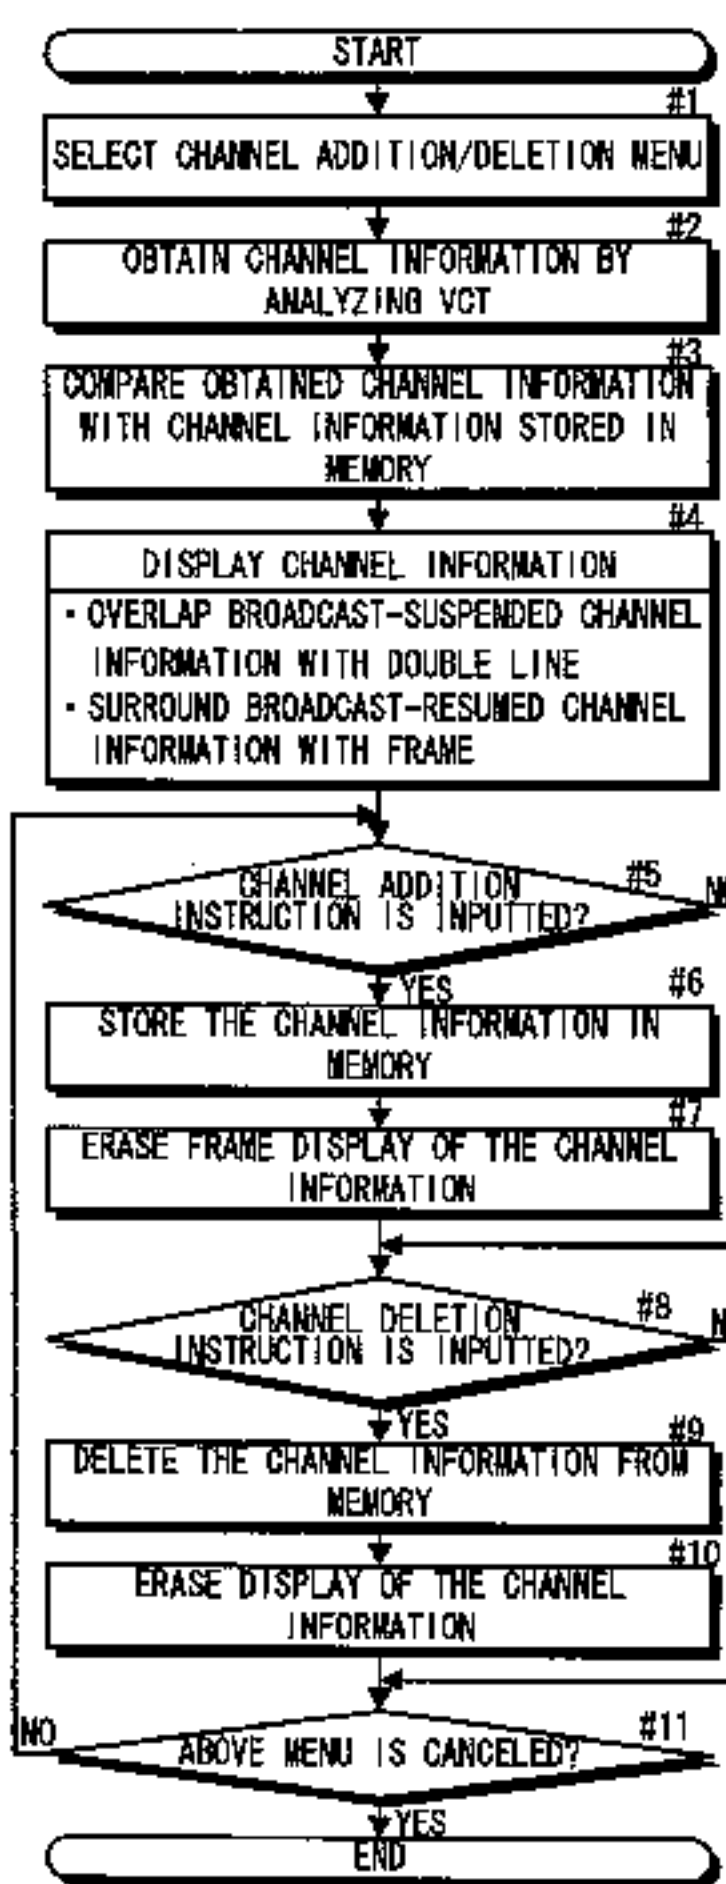 START
#1
SELECT CHANNEL ADDITION/DELETION MENU
#2
OBTAIN CHANNEL INFORMATION BY
ANALYZING VCT
#3
COMPARE OBTAINED CHANNEL INFORMATION
WITH CHANNEL INFORMATION STORED IN
MEMORY
#4
DISPLAY CHANNEL INFORMATION
・OVERLAP BROADCAST-SUSPENDED CHANNEL
INFORMATION WITH DOUBLE LINE
・SURROUND BROADCAST-RESUMED CHANNEL
INFORMATION WITH FRAME
#5
CHANNEL ADDITION
INSTRUCTION IS INPUTTED?
YES
#6
STORE THE CHANNEL INFORMATION IN
MEMORY
#7
ERASE FRAME DISPLAY OF THE CHANNEL
INFORMATION
#8
CHANNEL DELETION
INSTRUCTION IS INPUTTED?
YES
#9
DELETE THE CHANNEL INFORMATION FROM
MEMORY
#10
ERASE DISPLAY OF THE CHANNEL
INFORMATION
#11
NO
ABOVE MENU IS CANCELED?
YES
END